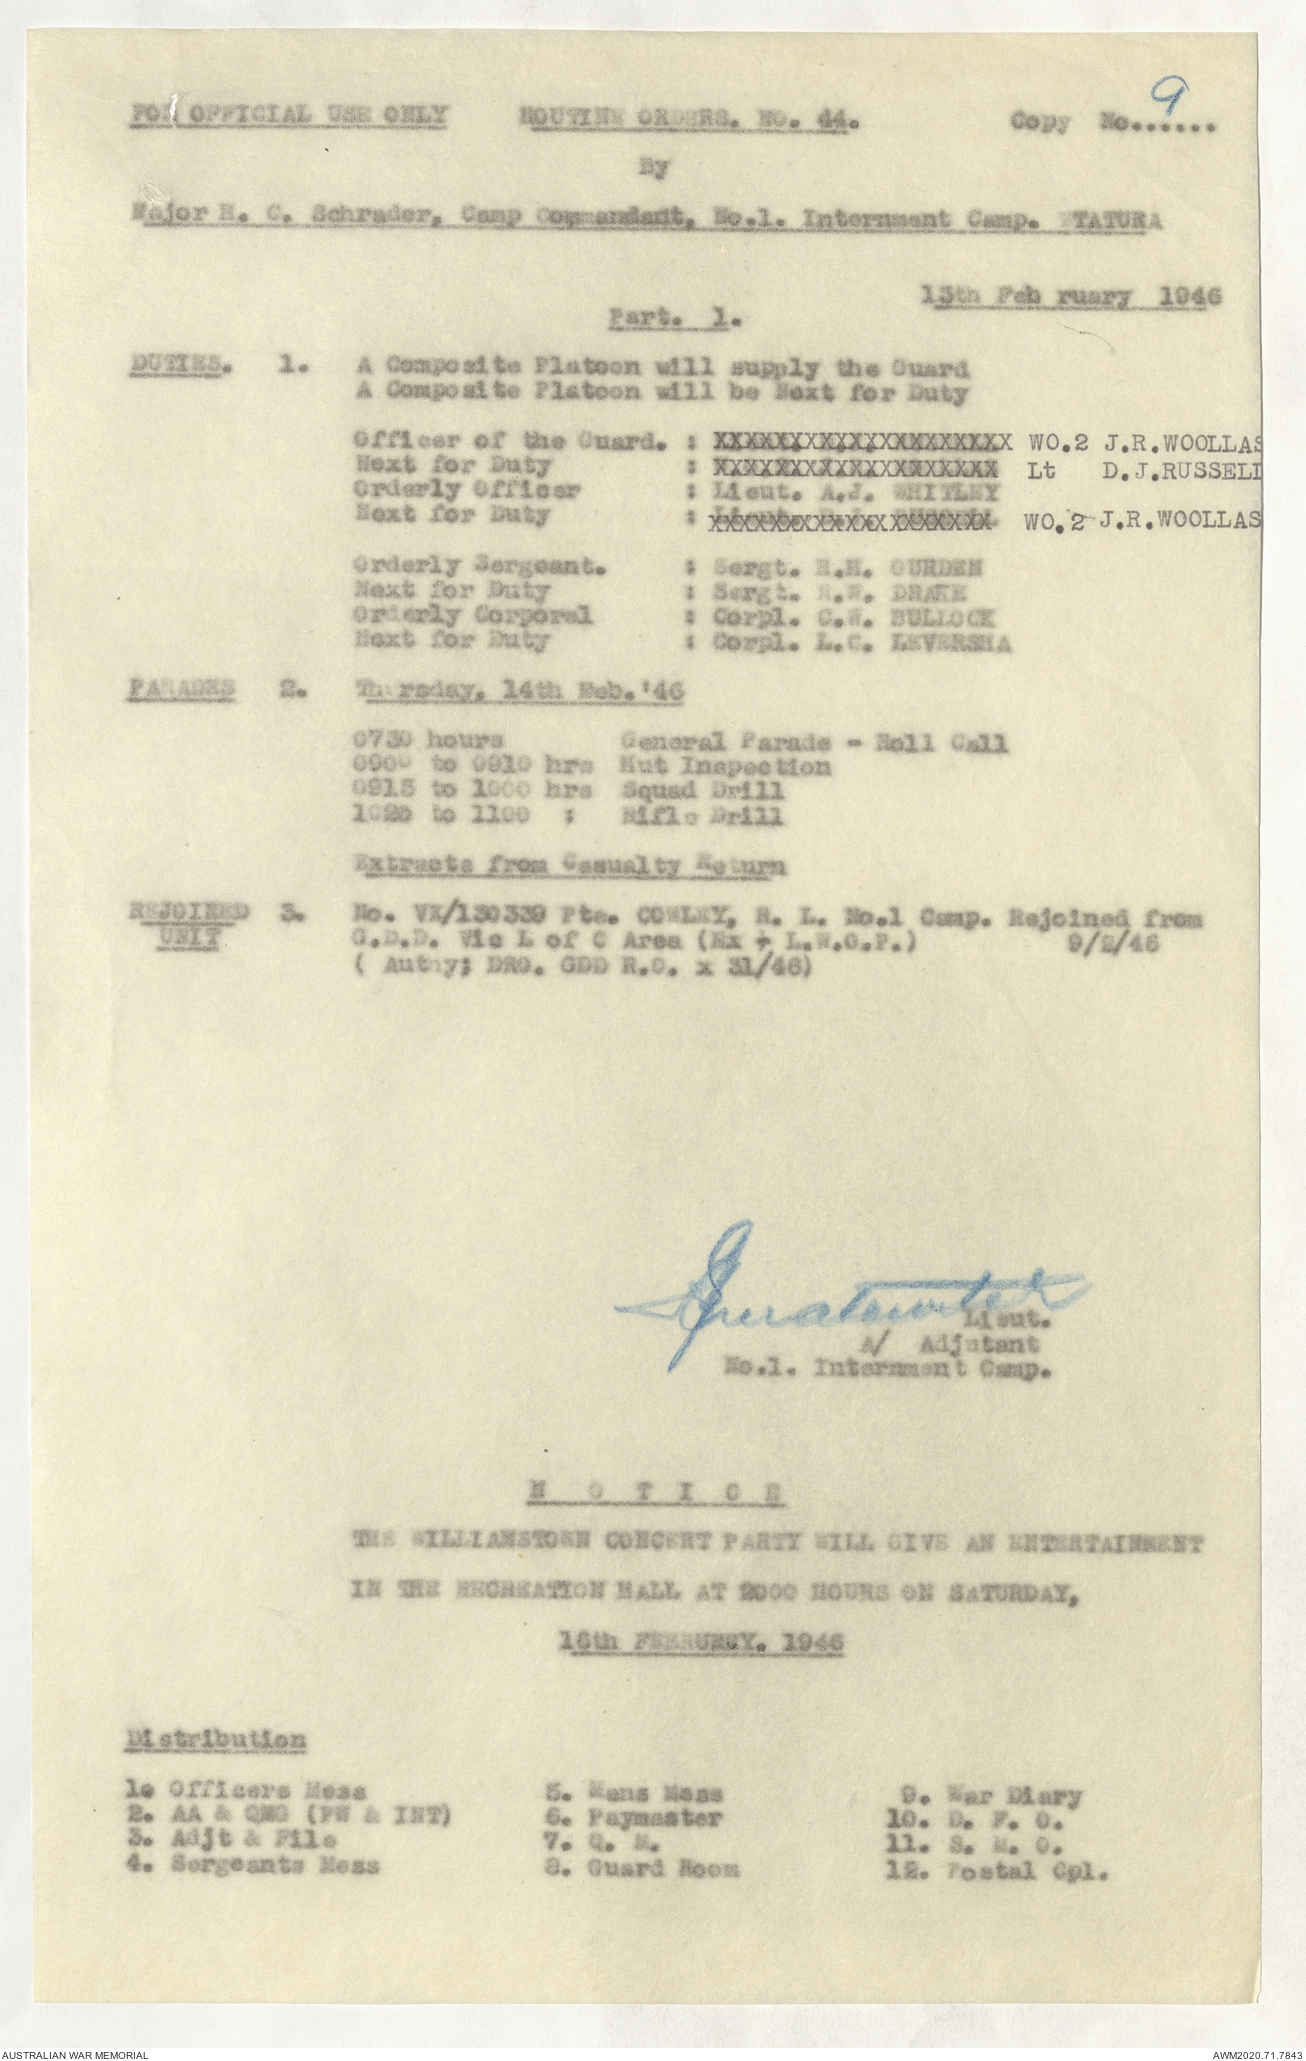 FOR OFFICIAL USE ONLY ROUTINE ORDERS. NO. 44. Copy No...... 9
By
Major H. C. Schrader, Camp Commandant, No.1. Internment Camp. TATURA
13th Feb ruary 1946
Part. 1.
DUTIES. 1. A Composite Platoon will supply the Guard
A Composite Platoon will be Next for Duty
Officer of the Guard. : XXXXXXXXXXXXXXXXXXXX WO.2 J.R.WOOLLAS
Next for Duty : XXXXXXXXXXXXXXXXXXX Lt D.J.RUSSELL
Orderly Officer : Lieut. A.J. WHITLEY
Next for Duty : XXXXXXXXXXXXXXXXXXX WO.2 J.R.WOOLLAS
Orderly Sergeant. : Sergt. H.H. GURDEN
Next for Duty : Sergt. R.W. DRAKE
Orderly Corporal : Corpl. C.W. BULLOCK
Next for Duty : Corpl. L.C. LEVERSHA
PARADES 2. Thursday, 14th Feb.'46
0730 hours General Parade - Roll Call
0900 to 0910 hrs Hut Inspection
0915 to 1000 hrs Squad Drill
to 1100 : Rifle Drill
Extracts from Casualty Return
REJOINED 3. No. VX/130339 Pte. COWLEY, R. L. No.1 Camp. Rejoined from
UNIT G.D.D. Vic L of C Area (Ex L.W.O.P.) 9/2/46
( Authy; DRO. GDD R.O. x 31/46)
Lieut.
A/ Adjutant
No.1. Internment Camp.
N O T I C E
THE WILLIAMSTOWN CONCERT PARTY WILL GIVE AN ENTERTAINMENT
IN THE RECREATION HALL AT 2000 HOURS ON SATURDAY,
16th FEBRUREY. 1946
Distribution
1. Officers Mess 5. Mens Mess 9. War Diary
2. AA & QMG (PW & INT) 6. Paymaster 10. D. F. O.
3. Adjt & File 7. Q. M. 11. S. M. O.
4. Sergeants Mess 8. Guard Room 12. Postal Cpl.
AUSTRALIAN WAR MEMORIAL AWM2020.71.7843